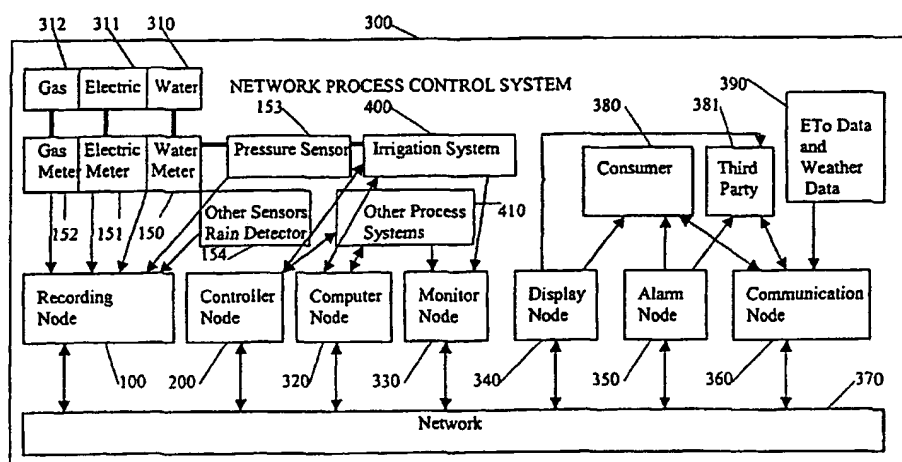 312 311 310 300
Gas Electric Water
NETWORK PROCESS CONTROL SYSTEM
153 400 380 381 390
Gas Meter
Electric Meter
Water Meter
Pressure Sensor
Irrigation System
Consumer
Third Party
ETo Data
and
Weather
Data
152 151 150
Other Sensors
Rain Detector
154
Other Process
Systems
410
Recording
Node
Controller
Node
Computer
Node
Monitor
Node
Display
Node
Alarm
Node
Communication
Node
100 200 320 330 340 350 360 370
Network